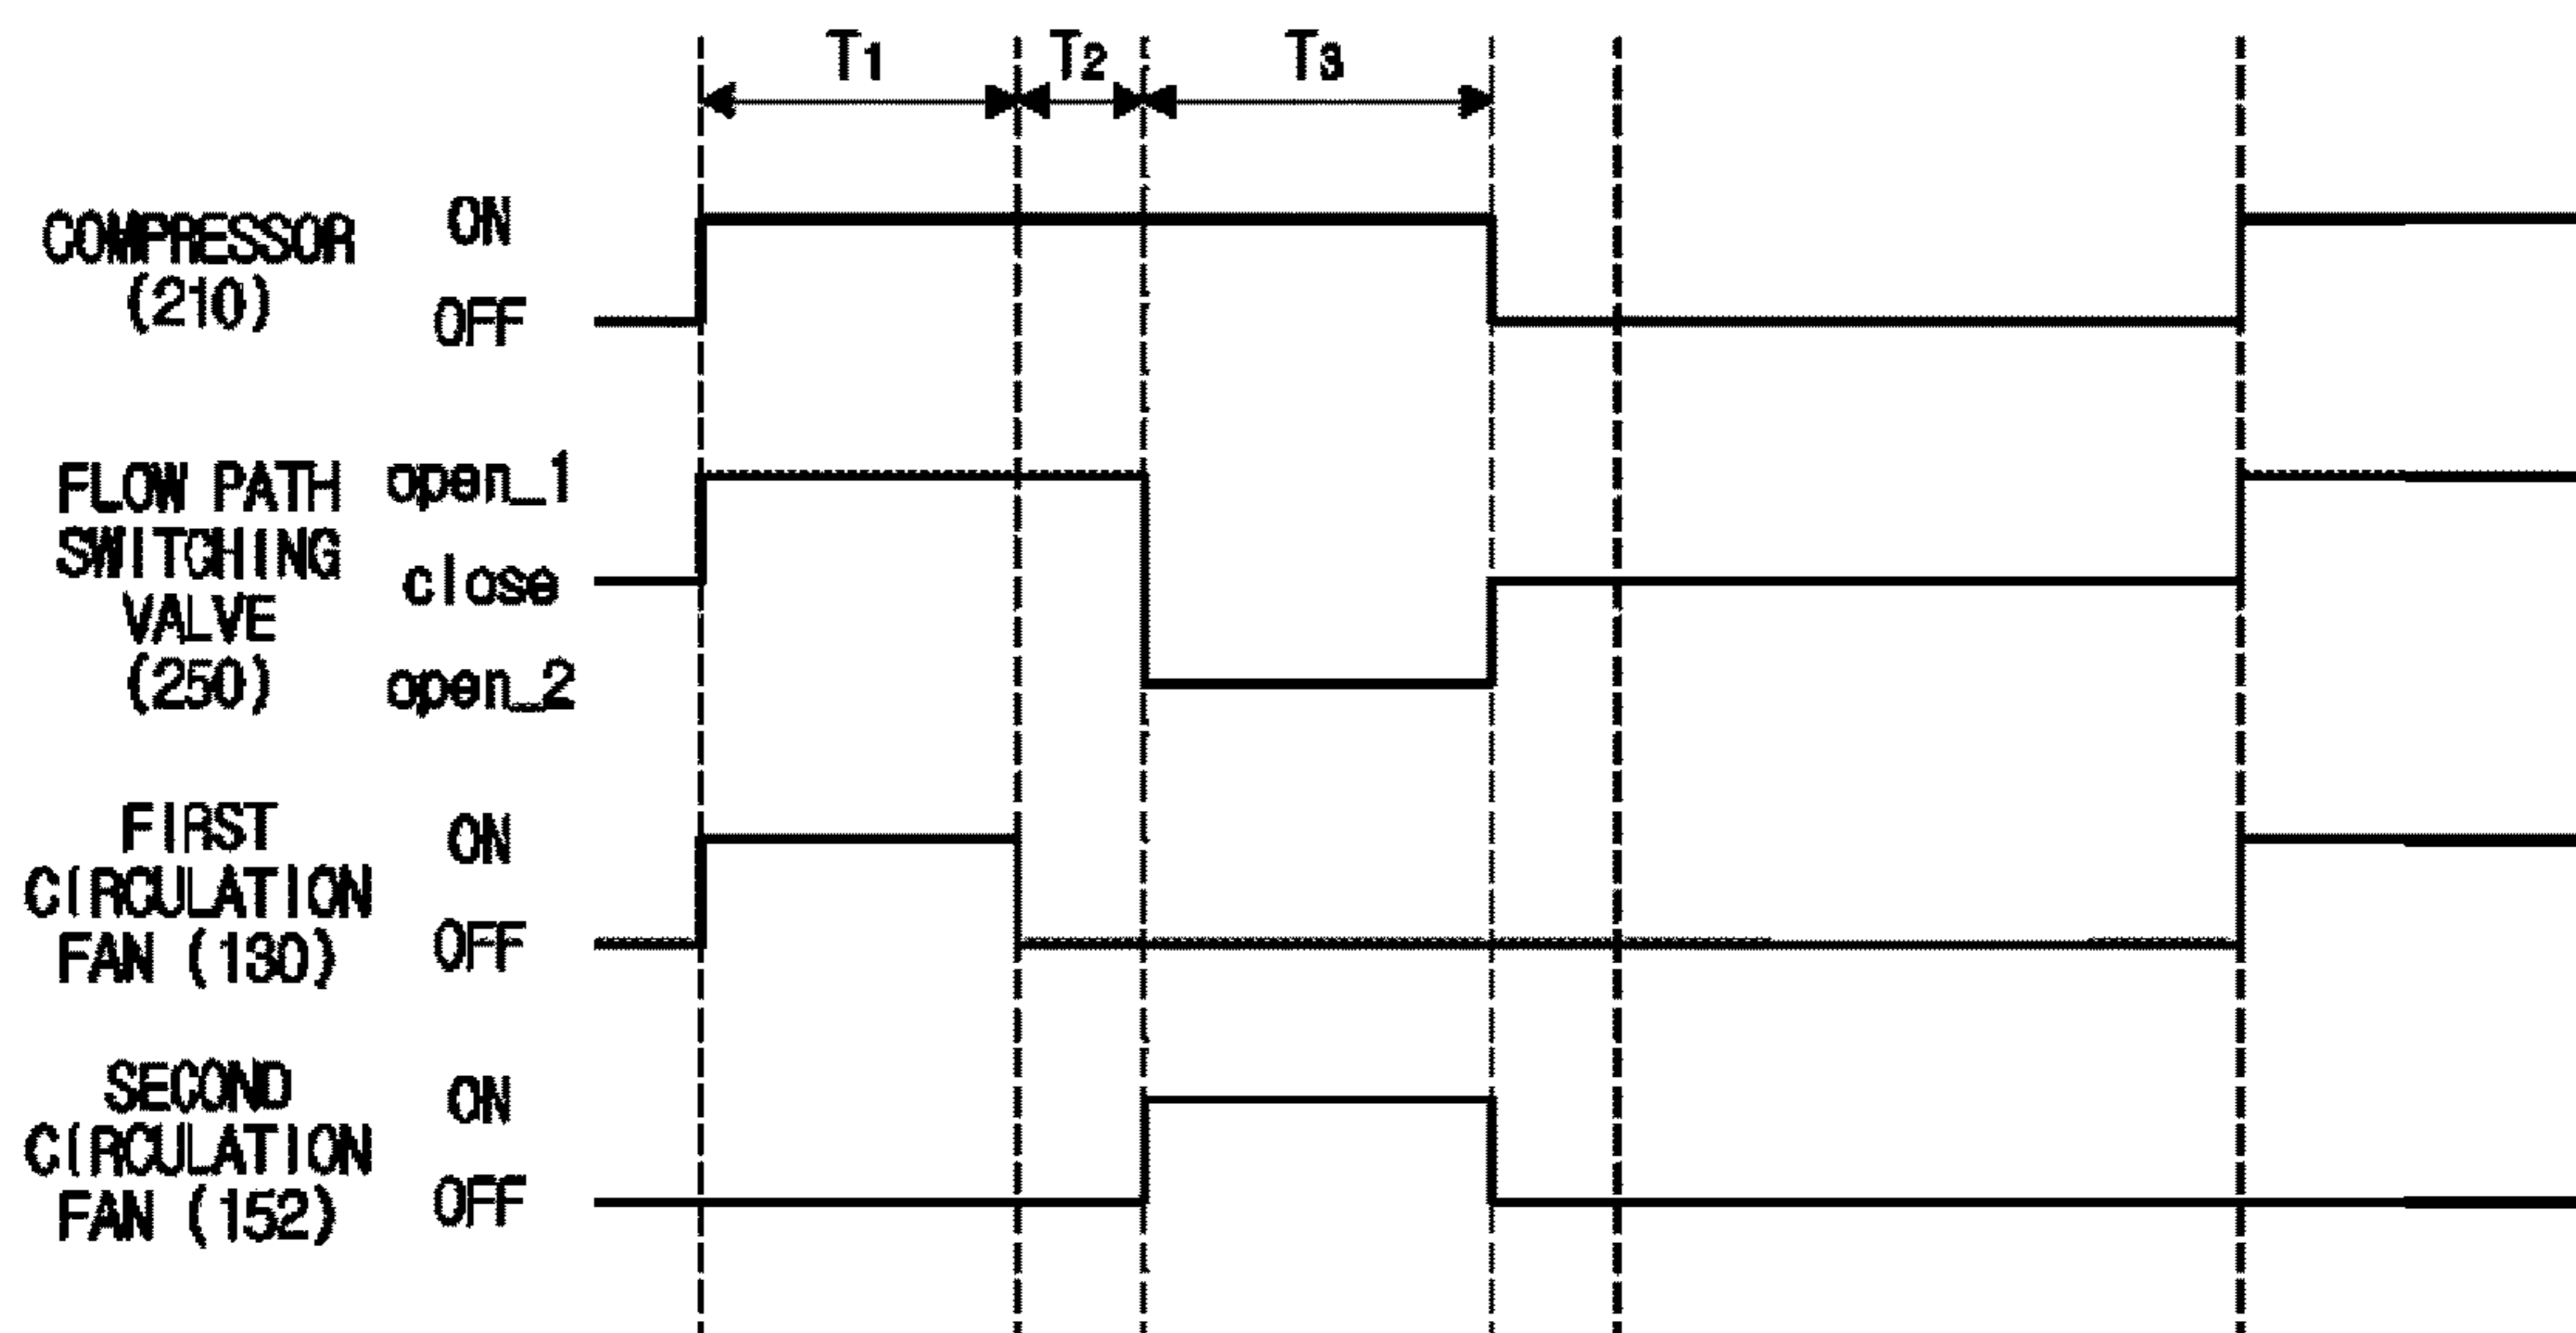 T1 T2 T3
COMPRESSOR
(210)
ON
OFF
FLOW PATH
SWITCHING
VALVE
(250)
open_1
close
open_2
FIRST
CIRCULATION
FAN (130)
ON
OFF
SECOND
CIRCULATION
FAN (152)
ON
OFF